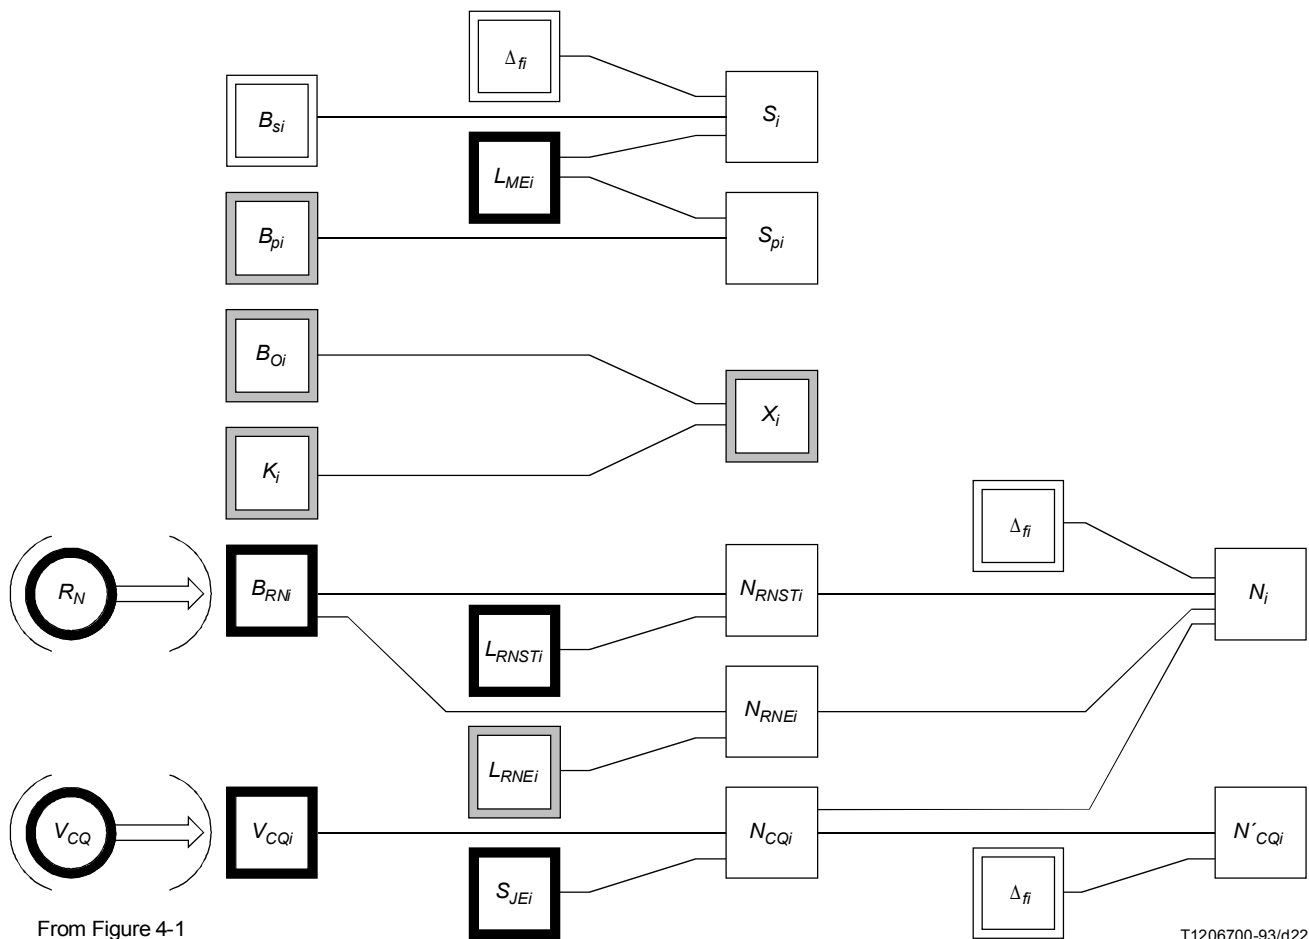 Δfi
Bsi
Si
LMEi
Bpi
Spi
BOi
Xi
Ki
Δfi
RN
BRNi
NRNSTi
Ni
LRNSTi
NRNEi
LRNEi
VCQ
VCQi
NCQi
N´CQi
SJEi
Δfi
From Figure 4-1
T1206700-93/d22